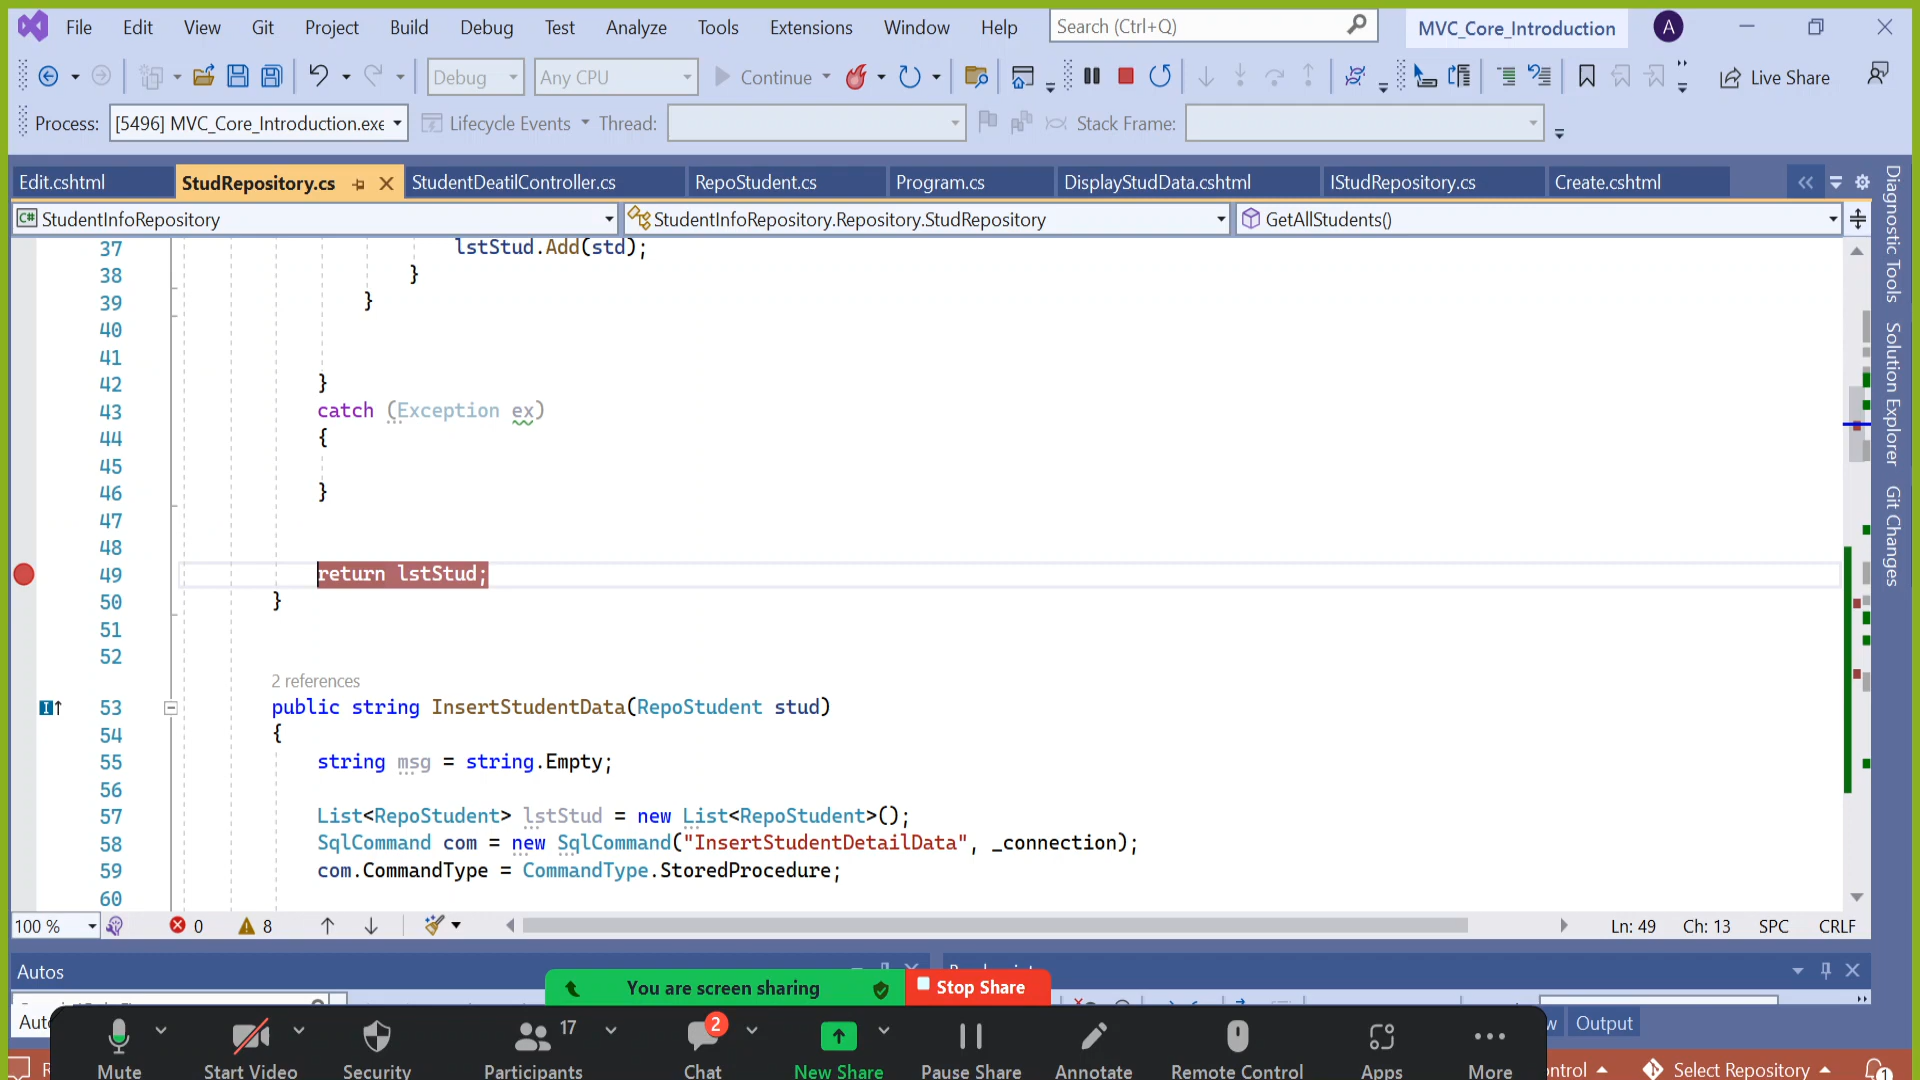 File Edit View Git Project Build Debug Test Analyze Tools Extensions Window Help Search (Ctrl+Q) MVC_Core_Introduction A
Debug Any CPU Continue Live Share
Process: [5496] MVC_Core_Introduction.exe Lifecycle Events Thread: Stack Frame:
Edit.cshtml StudRepository.cs StudentDeatilController.cs RepoStudent.cs Program.cs DisplayStudData.cshtml IStudRepository.cs Create.cshtml
StudentInfoRepository StudentInfoRepository.Repository.StudRepository GetAllStudents()
37 lstStud.Add(std);
38 }
39 }
40
41
42 }
43 catch (Exception ex)
44 {
45
46 }
47
48
49 return lstStud;
50 }
51
52
2 references
53 public string InsertStudentData(RepoStudent stud)
54 {
55 string msg = string.Empty;
56
57 List<RepoStudent> lstStud = new List<RepoStudent>();
58 SqlCommand com = new SqlCommand("InsertStudentDetailData", _connection);
59 com.CommandType = CommandType.StoredProcedure;
60
Diagnostic Tools
Solution Explorer
Git Changes
100 % 0 8 Ln: 49 Ch: 13 SPC CRLF
Autos
You are screen sharing Stop Share
Output
17 2
Mute Start Video Security Participants Chat New Share Pause Share Annotate Remote Control Apps More
Select Repository 1